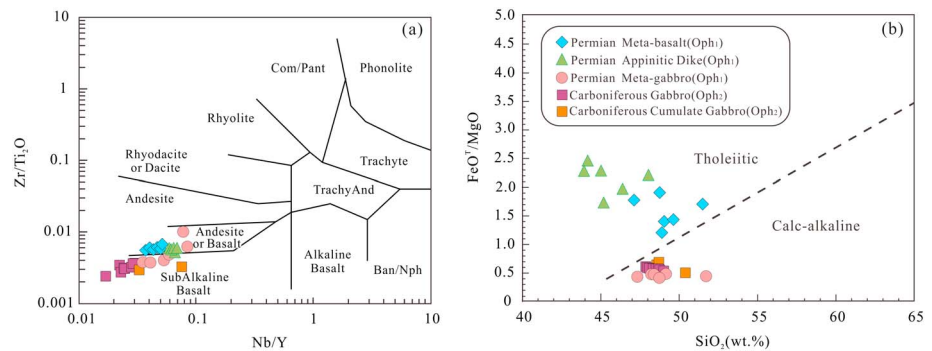 (a)
10
1
0.1
0.01
0.001
Zr/Ti₂O
Com/Pant
Phonolite
Rhyolite
Rhyodacite
or Dacite
Trachyte
Andesite
TrachyAnd
Andesite
or Basalt
Alkaline
Basalt
SubAlkaline
Basalt
Ban/Nph
0.01
0.1
1
10
Nb/Y
(b)
5.0
4.5
4.0
3.5
3.0
2.5
2.0
1.5
1.0
0.5
0
FeOᵀ/MgO
Permian Meta-basalt(Oph₁)
Permian Appinitic Dike(Oph₁)
Permian Meta-gabbro(Oph₁)
Carboniferous Gabbro(Oph₂)
Carboniferous Cumulate Gabbro(Oph₂)
Tholeiitic
Calc-alkaline
40
45
50
55
60
65
SiO₂(wt.%)